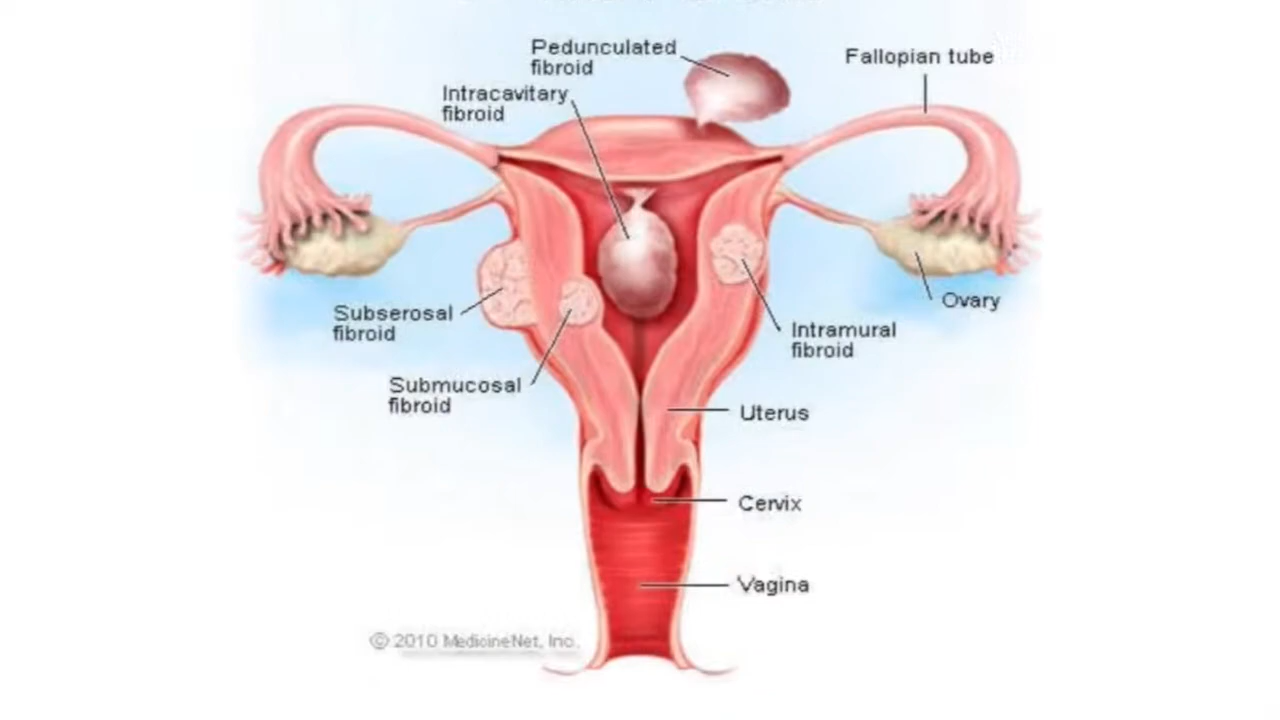 Pedunculated
fibroid
Fallopian tube
Intracavitary
fibroid
Subserosal
fibroid
Ovary
Intramural
fibroid
Submucosal
fibroid
Uterus
Cervix
Vagina
© 2010 MedicineNet, Inc.